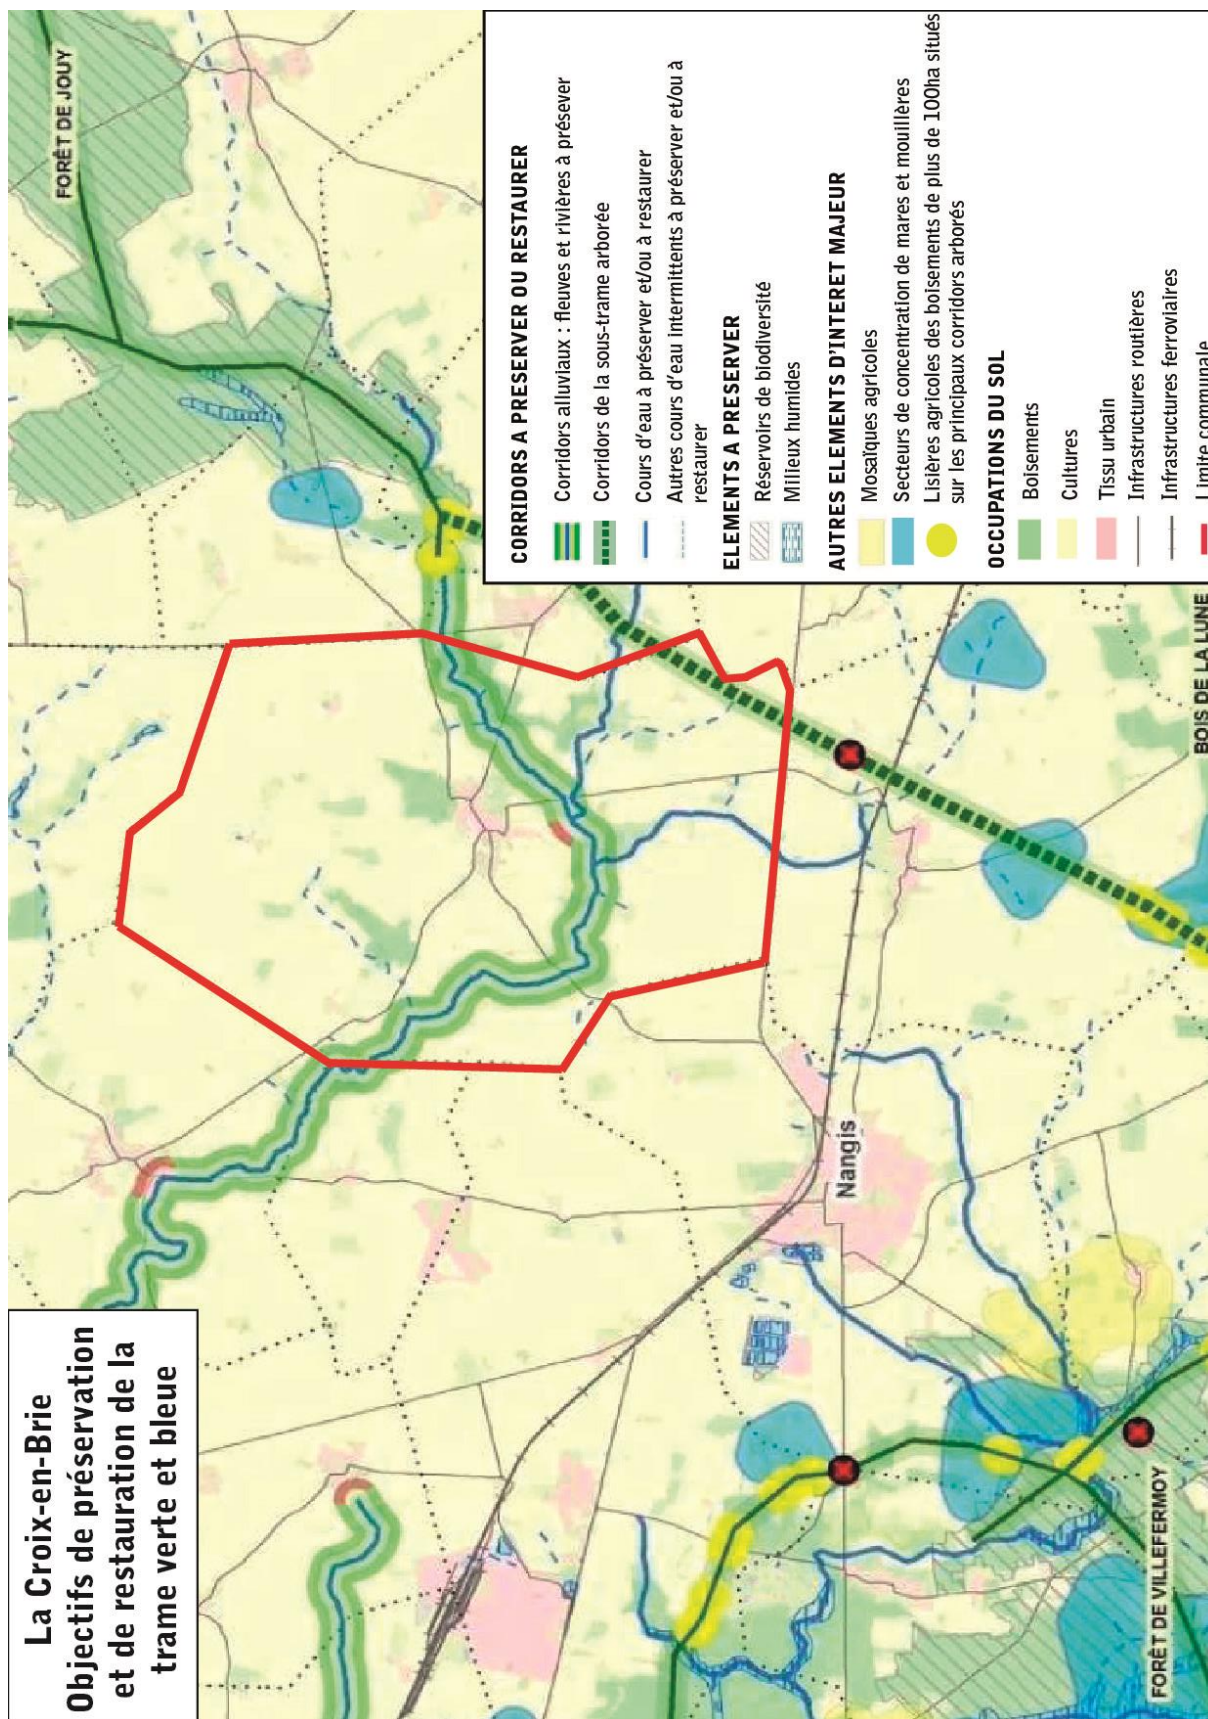 La Croix-en-Brie
Objectifs de préservation
et de restauration de la
trame verte et bleue
FORÊT DE JOUY
Nangis
BOIS DE LA LUNE
FORÊT DE VILLEFERMOY
CORRIDORS A PRESERVER OU RESTAURER
Corridors alluviaux : fleuves et rivières à présever
Corridors de la sous-trame arborée
Cours d'eau à préserver et/ou à restaurer
Autres cours d'eau intermittents à préserver et/ou à
restaurer
ELEMENTS A PRESERVER
Réservoirs de biodiversité
Milieux humides
AUTRES ELEMENTS D'INTERET MAJEUR
Mosaïques agricoles
Secteurs de concentration de mares et mouillères
Lisières agricoles des boisements de plus de 100ha situés
sur les principaux corridors arborés
OCCUPATIONS DU SOL
Boisements
Cultures
Tissu urbain
Infrastructures routières
Infrastructures ferroviaires
Limite communale